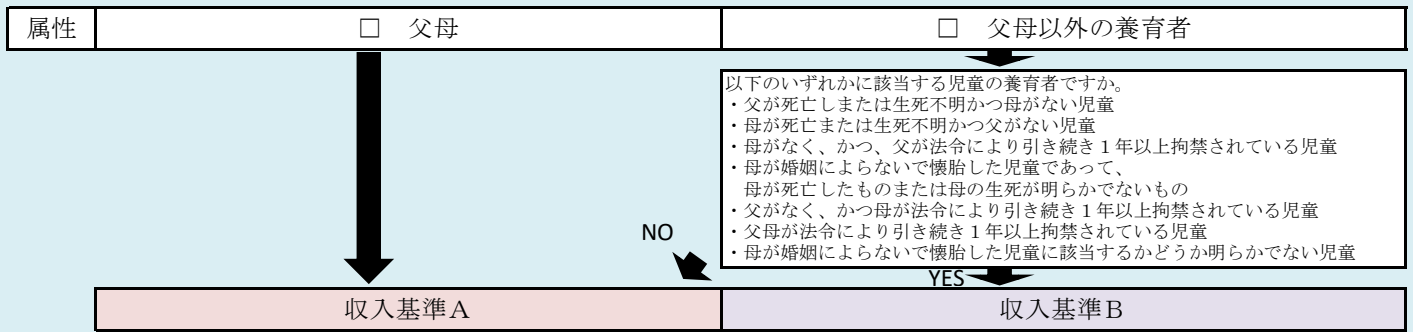 属性
□ 父母
□ 父母以外の養育者
以下のいずれかに該当する児童の養育者ですか。
・父が死亡しまたは生死不明かつ母がない児童
・母が死亡または生死不明かつ父がない児童
・母がなく、かつ、父が法令により引き続き１年以上拘禁されている児童
・母が婚姻によらないで懐胎した児童であって、
母が死亡したものまたは母の生死が明らかでないもの
・父がなく、かつ母が法令により引き続き１年以上拘禁されている児童
・父母が法令により引き続き１年以上拘禁されている児童
・母が婚姻によらないで懐胎した児童に該当するかどうか明らかでない児童
NO
YES
収入基準Ａ
収入基準Ｂ